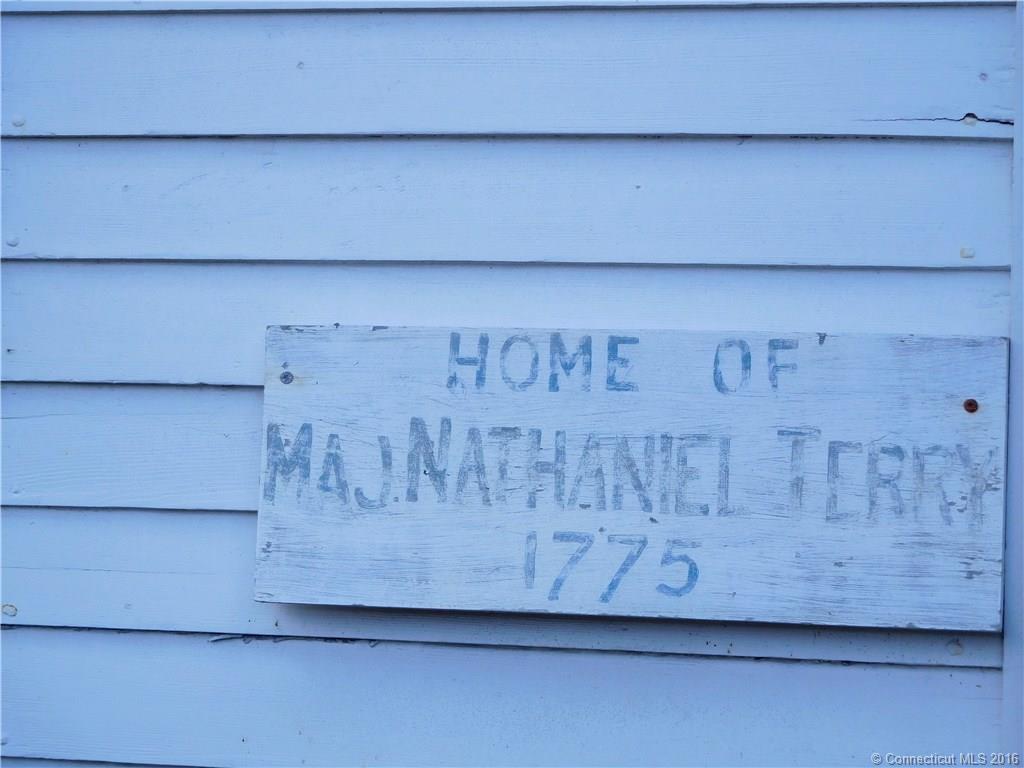 HOME OF
MAJ. NATHANIEL TERRY
1775
© Connecticut MLS 2016